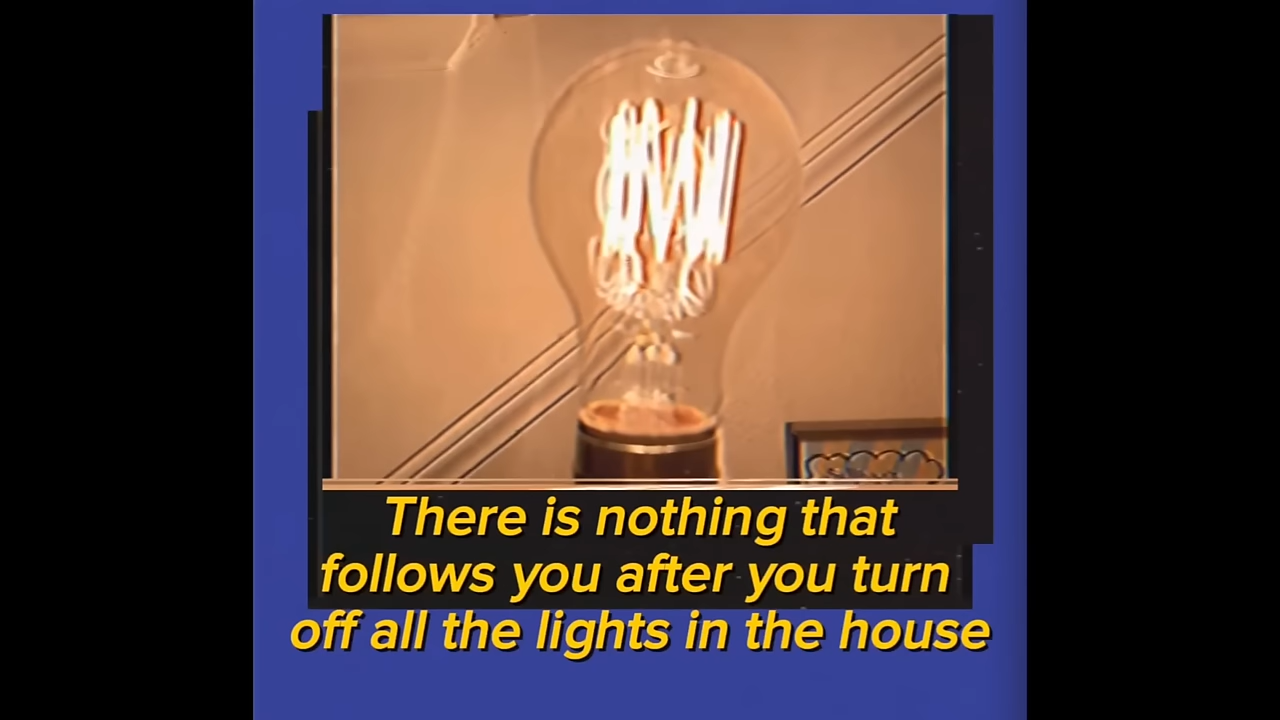 There is nothing that
follows you after you turn
off all the lights in the house